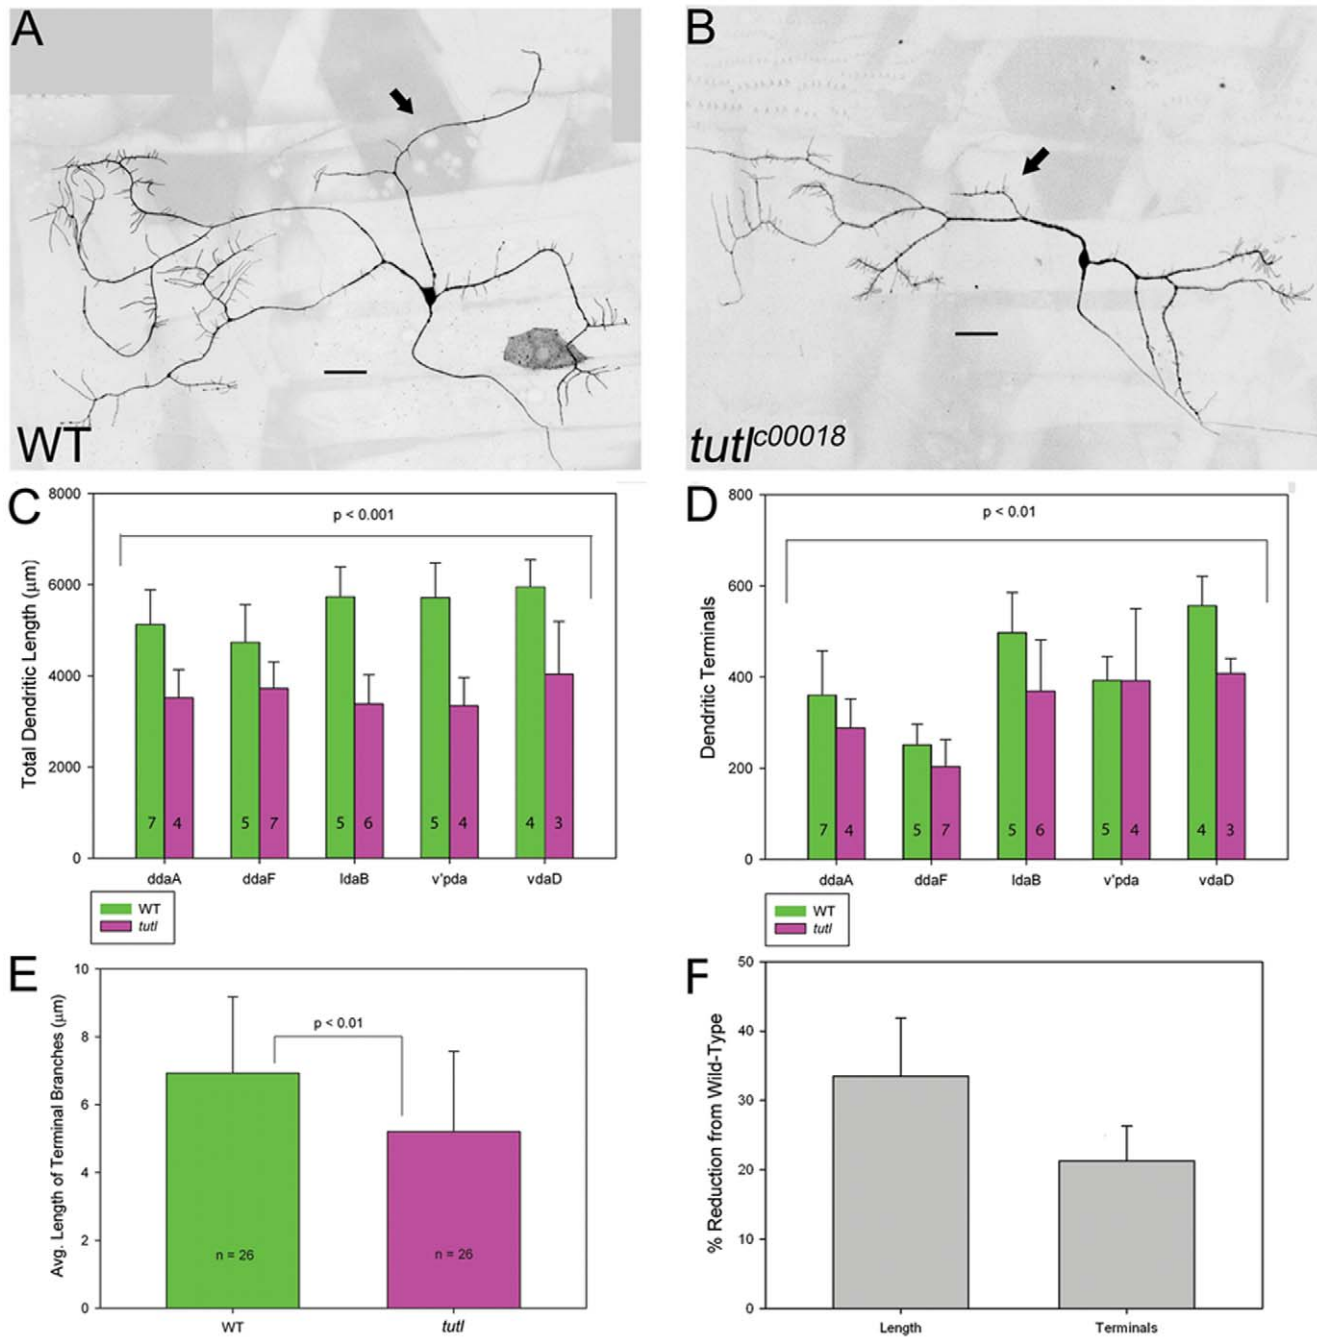 A
WT
B
tutl^c00018
C
Total Dendritic Length (μm)
8000
6000
4000
2000
0
p < 0.001
7 4 5 7 5 6 5 4 4 3
ddaA ddaF ldaB v'pda vdaD
WT
tutl
D
Dendritic Terminals
800
600
400
200
0
p < 0.01
7 4 5 7 5 6 5 4 4 3
ddaA ddaF ldaB v'pda vdaD
WT
tutl
E
Avg. Length of Terminal Branches (μm)
10
8
6
4
2
0
p < 0.01
n = 26 n = 26
WT tutl
F
% Reduction from Wild-Type
50
40
30
20
10
0
Length Terminals